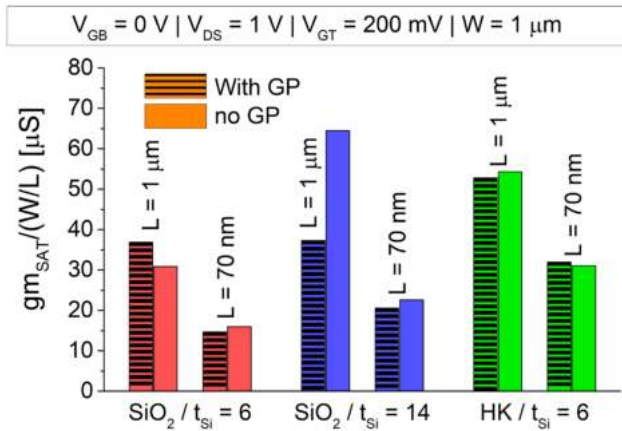 V_GB = 0 V | V_DS = 1 V | V_GT = 200 mV | W = 1 μm
gm_SAT/(W/L) [μS]
80
70
60
50
40
30
20
10
0
With GP
no GP
L = 1 μm
L = 70 nm
L = 1 μm
L = 70 nm
L = 1 μm
L = 70 nm
SiO₂ / t_Si = 6
SiO₂ / t_Si = 14
HK / t_Si = 6